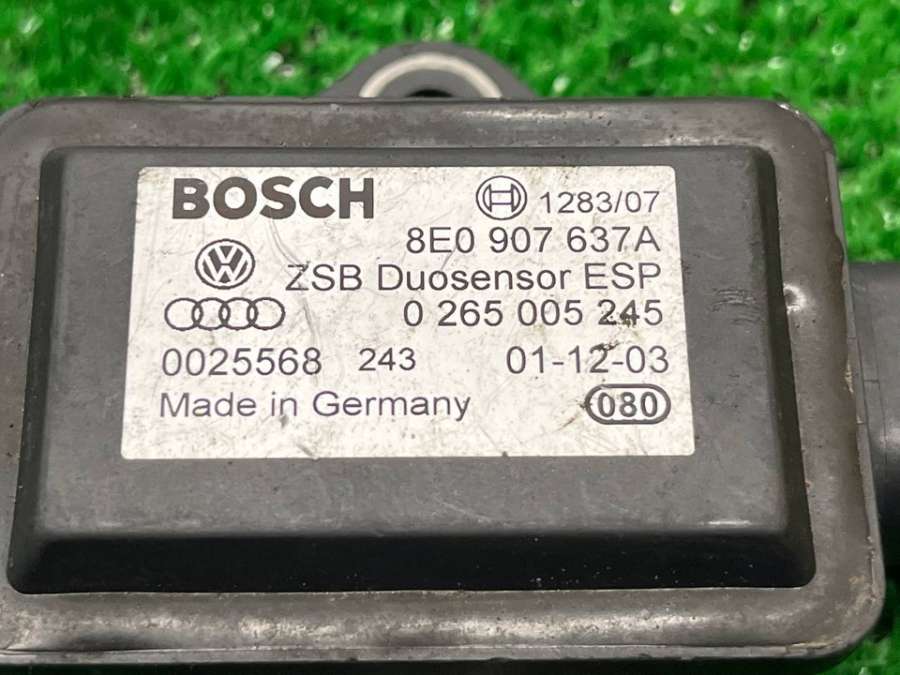 BOSCH 1283/07
8E0 907 637A
ZSB Duosensor ESP
0 265 005 245
0025568 243 01-12-03
Made in Germany 080